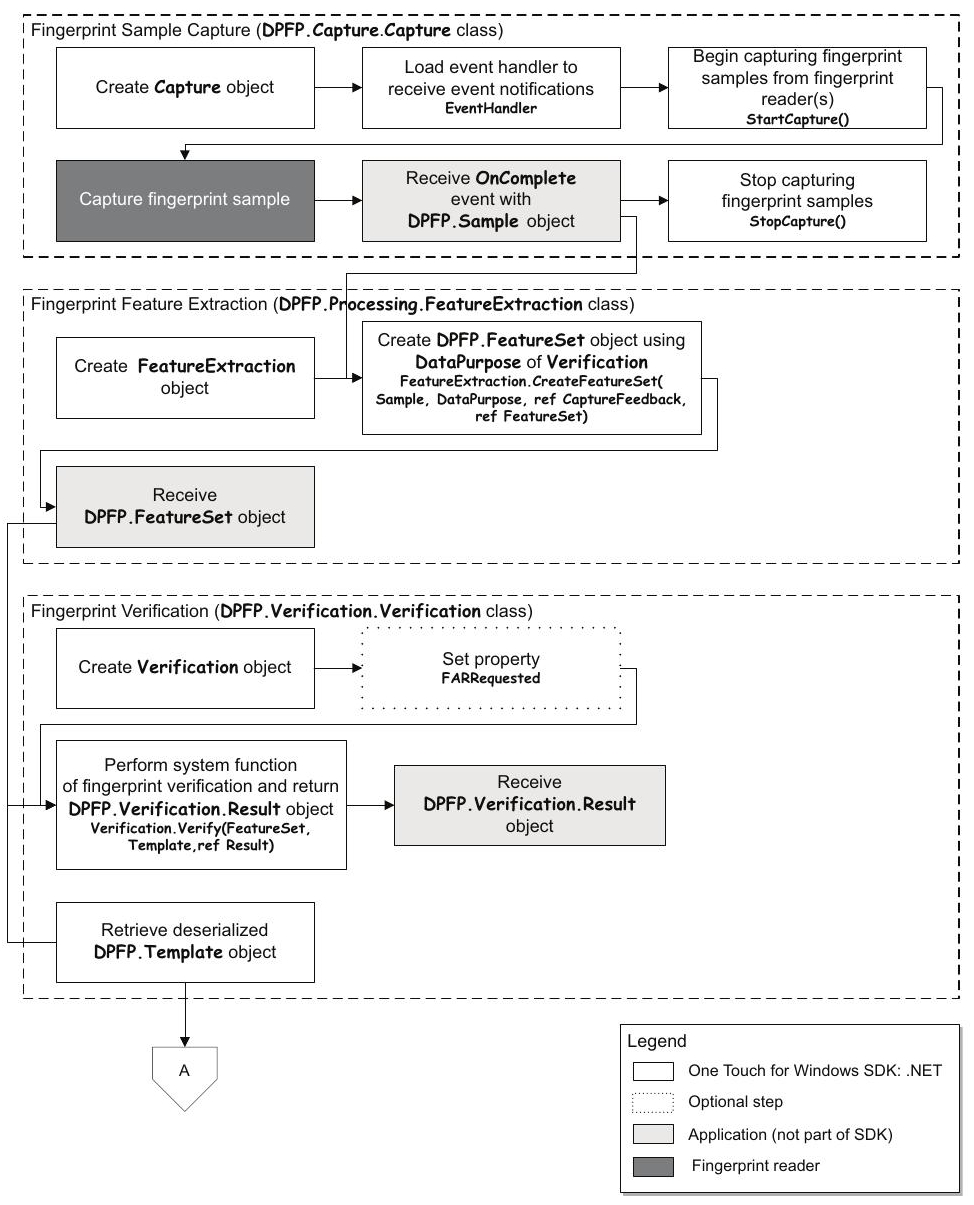 Fingerprint Sample Capture (DPFP.Capture.Capture class)
Create Capture object
Load event handler to
receive event notifications
EventHandler
Begin capturing fingerprint
samples from fingerprint
reader(s)
StartCapture()
Capture fingerprint sample
Receive OnComplete
event with
DPFP.Sample object
Stop capturing
fingerprint samples
StopCapture()
Fingerprint Feature Extraction (DPFP.Processing.FeatureExtraction class)
Create FeatureExtraction
object
Create DPFP.FeatureSet object using
DataPurpose of Verification
FeatureExtraction.CreateFeatureSet(
Sample, DataPurpose, ref CaptureFeedback,
ref FeatureSet)
Receive
DPFP.FeatureSet object
Fingerprint Verification (DPFP.Verification.Verification class)
Create Verification object
Set property
FARRequested
Perform system function
of fingerprint verification and return
DPFP.Verification.Result object
Verification.Verify(FeatureSet,
Template,ref Result)
Receive
DPFP.Verification.Result
object
Retrieve deserialized
DPFP.Template object
A
Legend
One Touch for Windows SDK: .NET
Optional step
Application (not part of SDK)
Fingerprint reader